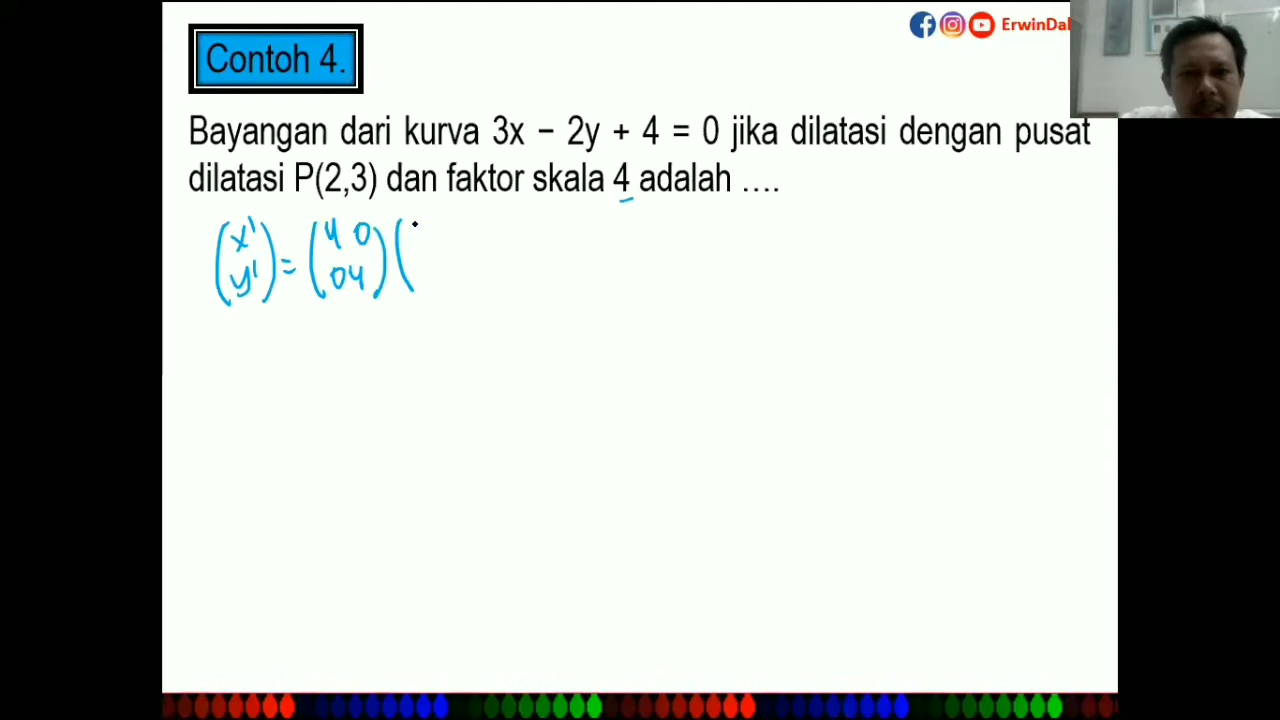 ErwinDal
Contoh 4.
Bayangan dari kurva 3x − 2y + 4 = 0 jika dilatasi dengan pusat
dilatasi P(2,3) dan faktor skala 4 adalah ....
(x' = (4 0 (
y') 0 4)